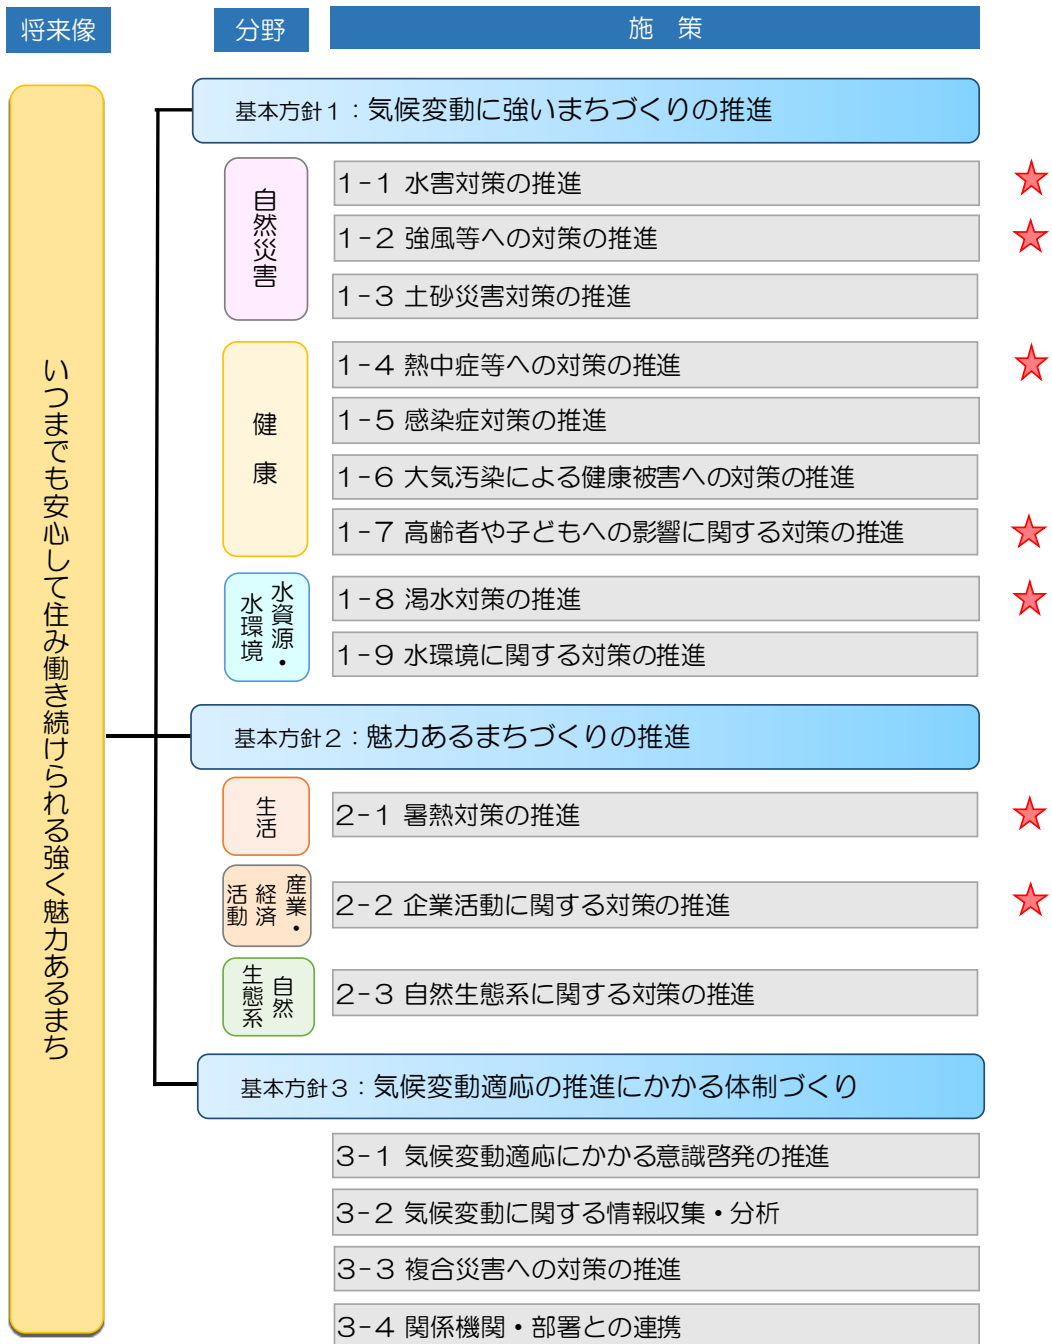 将来像
分野
施　策
いつまでも安心して住み働き続けられる強く魅力あるまち
基本方針１：気候変動に強いまちづくりの推進
自然災害
１-１ 水害対策の推進
１-２ 強風等への対策の推進
１-３ 土砂災害対策の推進
健　康
１-４ 熱中症等への対策の推進
１-５ 感染症対策の推進
１-６ 大気汚染による健康被害への対策の推進
１-７ 高齢者や子どもへの影響に関する対策の推進
水資源・
水環境
１-８ 渇水対策の推進
１-９ 水環境に関する対策の推進
基本方針２：魅力あるまちづくりの推進
生活
２-１ 暑熱対策の推進
産業・
経済
活動
２-２ 企業活動に関する対策の推進
自然
生態系
２-３ 自然生態系に関する対策の推進
基本方針３：気候変動適応の推進にかかる体制づくり
３-１ 気候変動適応にかかる意識啓発の推進
３-２ 気候変動に関する情報収集・分析
３-３ 複合災害への対策の推進
３-４ 関係機関・部署との連携